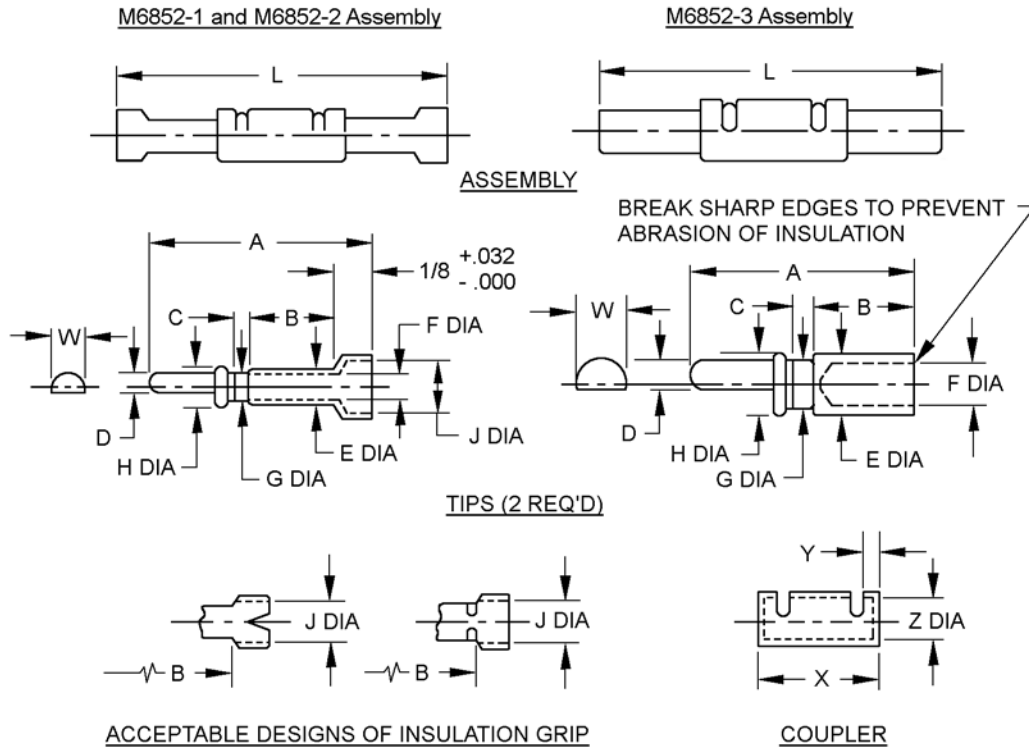 M6852-1 and M6852-2 Assembly
M6852-3 Assembly
L
L
ASSEMBLY
BREAK SHARP EDGES TO PREVENT
ABRASION OF INSULATION
A
1/8 +.032
- .000
C
B
W
F DIA
D
H DIA
G DIA
E DIA
J DIA
A
C
B
W
F DIA
D
H DIA
G DIA
E DIA
TIPS (2 REQ'D)
J DIA
B
J DIA
B
Y
Z DIA
X
ACCEPTABLE DESIGNS OF INSULATION GRIP
COUPLER